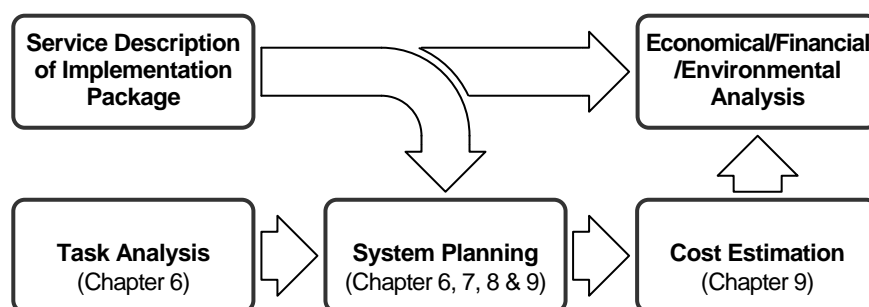 Service Description
of Implementation
Package
Economical/Financial
/Environmental
Analysis
Task Analysis
(Chapter 6)
System Planning
(Chapter 6, 7, 8 & 9)
Cost Estimation
(Chapter 9)